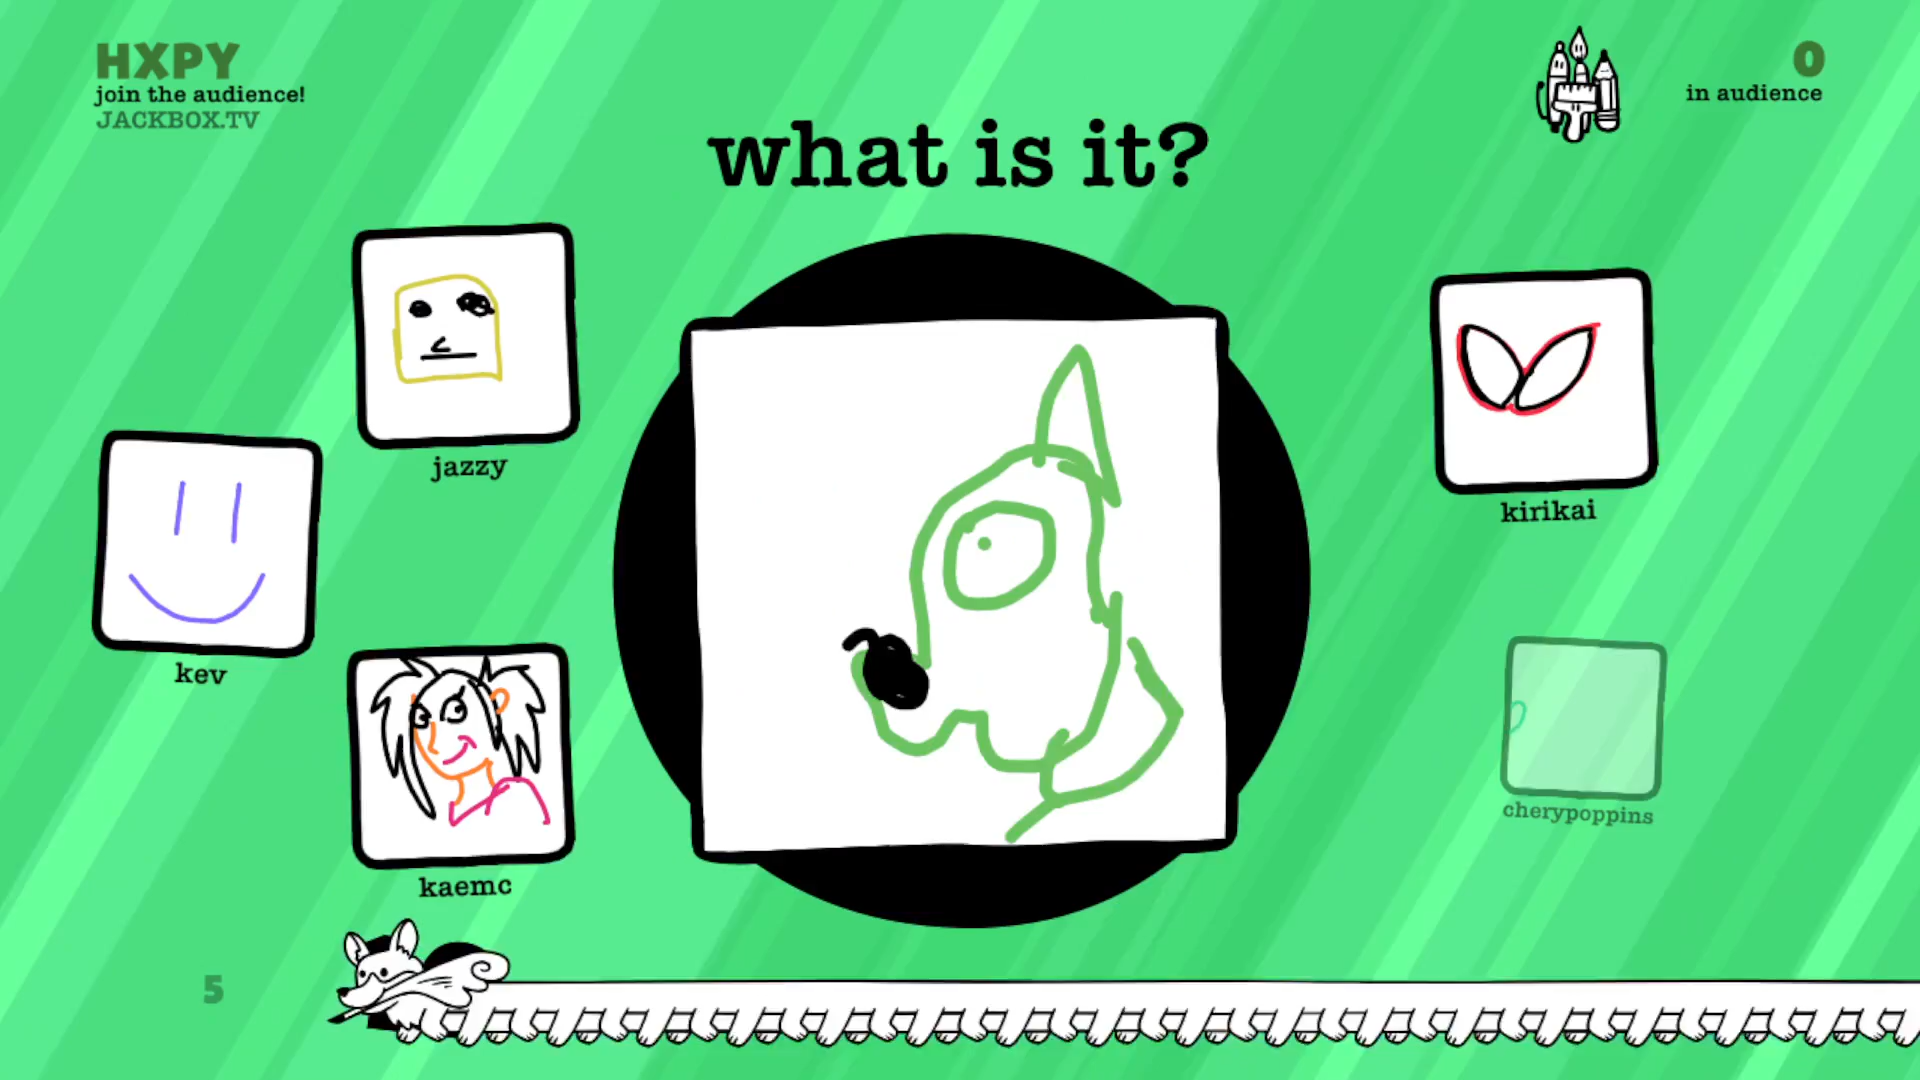 HXPY
join the audience!
JACKBOX.TV
0
in audience
what is it?
jazzy
kirikai
kev
cherypoppins
kaemc
5